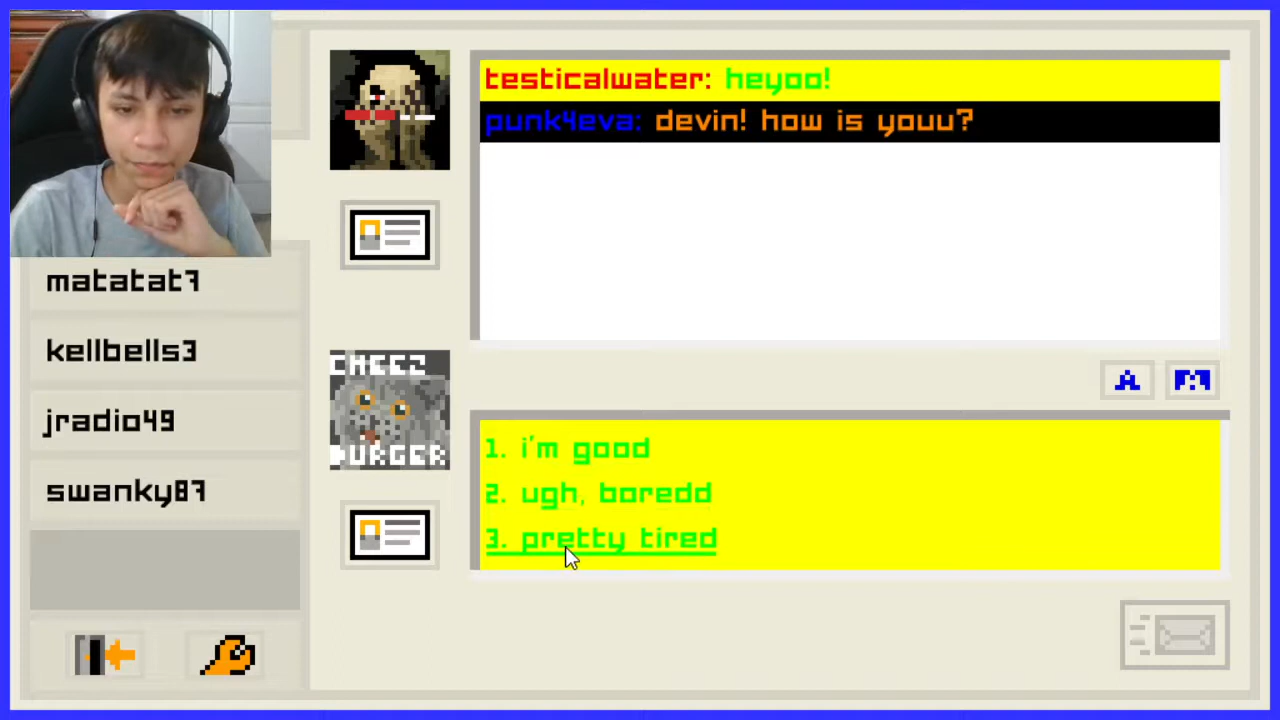 testicalwater: heyoo!
punk4eva: devin! how is youu?
matatat7
kellbells3
jradio49
swanky87
CHEEZ
BURGER
A
1. i'm good
2. ugh, boredd
3. pretty tired